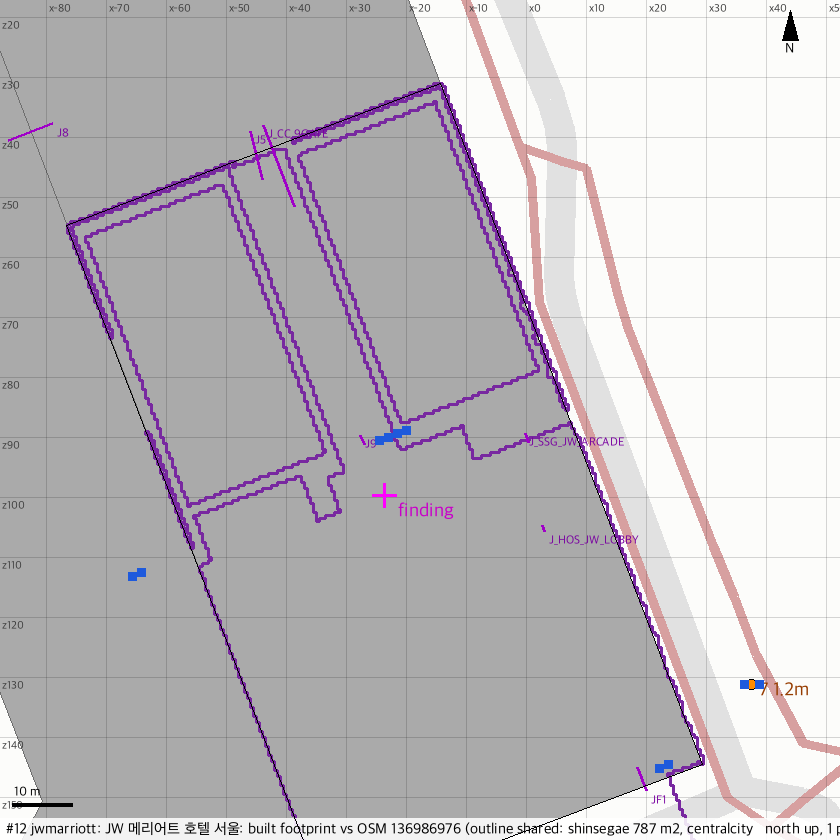 x-80 x-70 x-60 x-50 x-40 x-30 x-20 x-10 x0 x10 x20 x30 x40
z20
N
z30
J8
J_CC_9
z40
z50
z60
z70
z80
z90
J9
J_SSG_JW_ARCADE
z100
finding
J_HOS_JW_LOBBY
z110
z120
z130
1.2m
z140
10 m
JF1
#12 jwmarriott: JW 메리어트 호텔 서울: built footprint vs OSM 136986976 (outline shared: shinsegae 787 m2, centralcity north up, 1